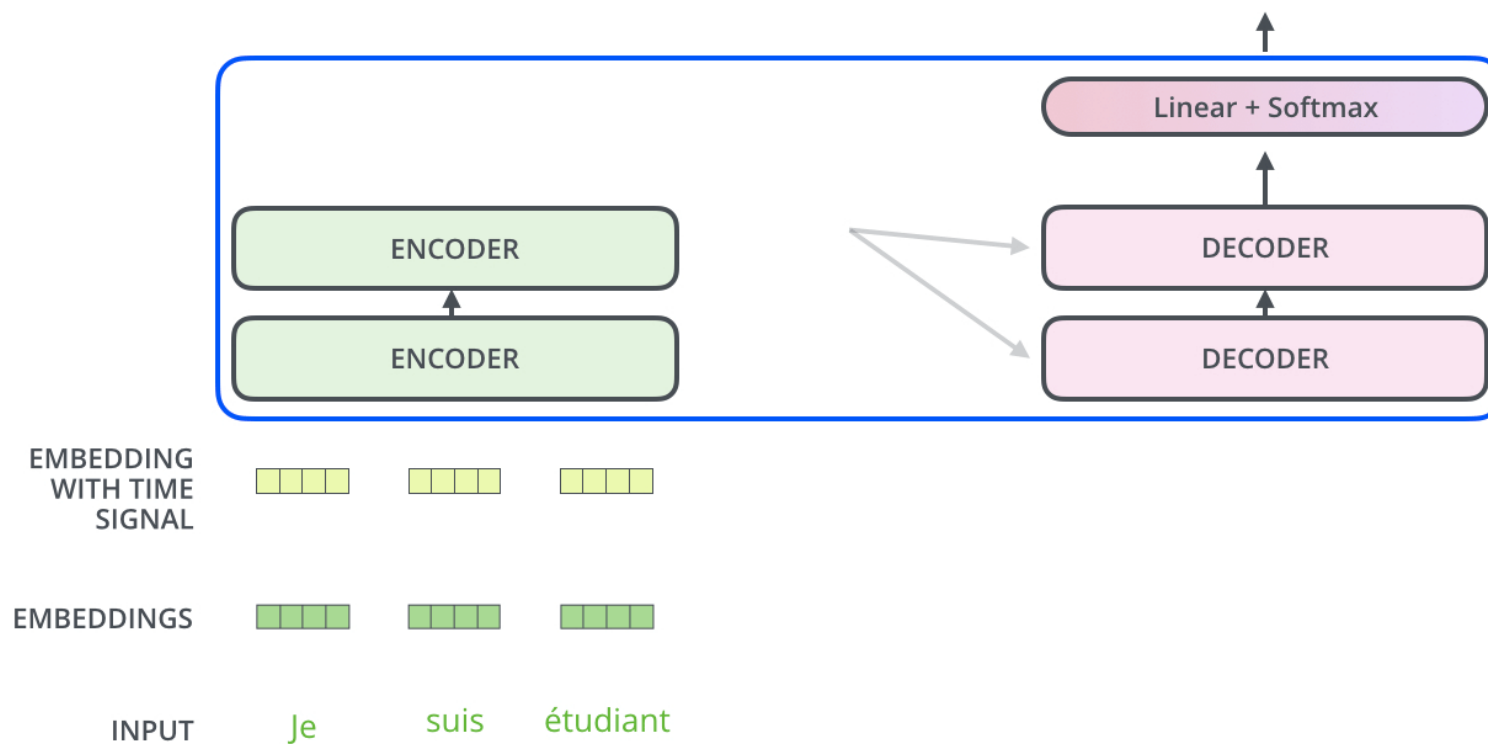 Linear + Softmax
ENCODER
DECODER
ENCODER
DECODER
EMBEDDING
WITH TIME
SIGNAL
EMBEDDINGS
INPUT Je suis étudiant